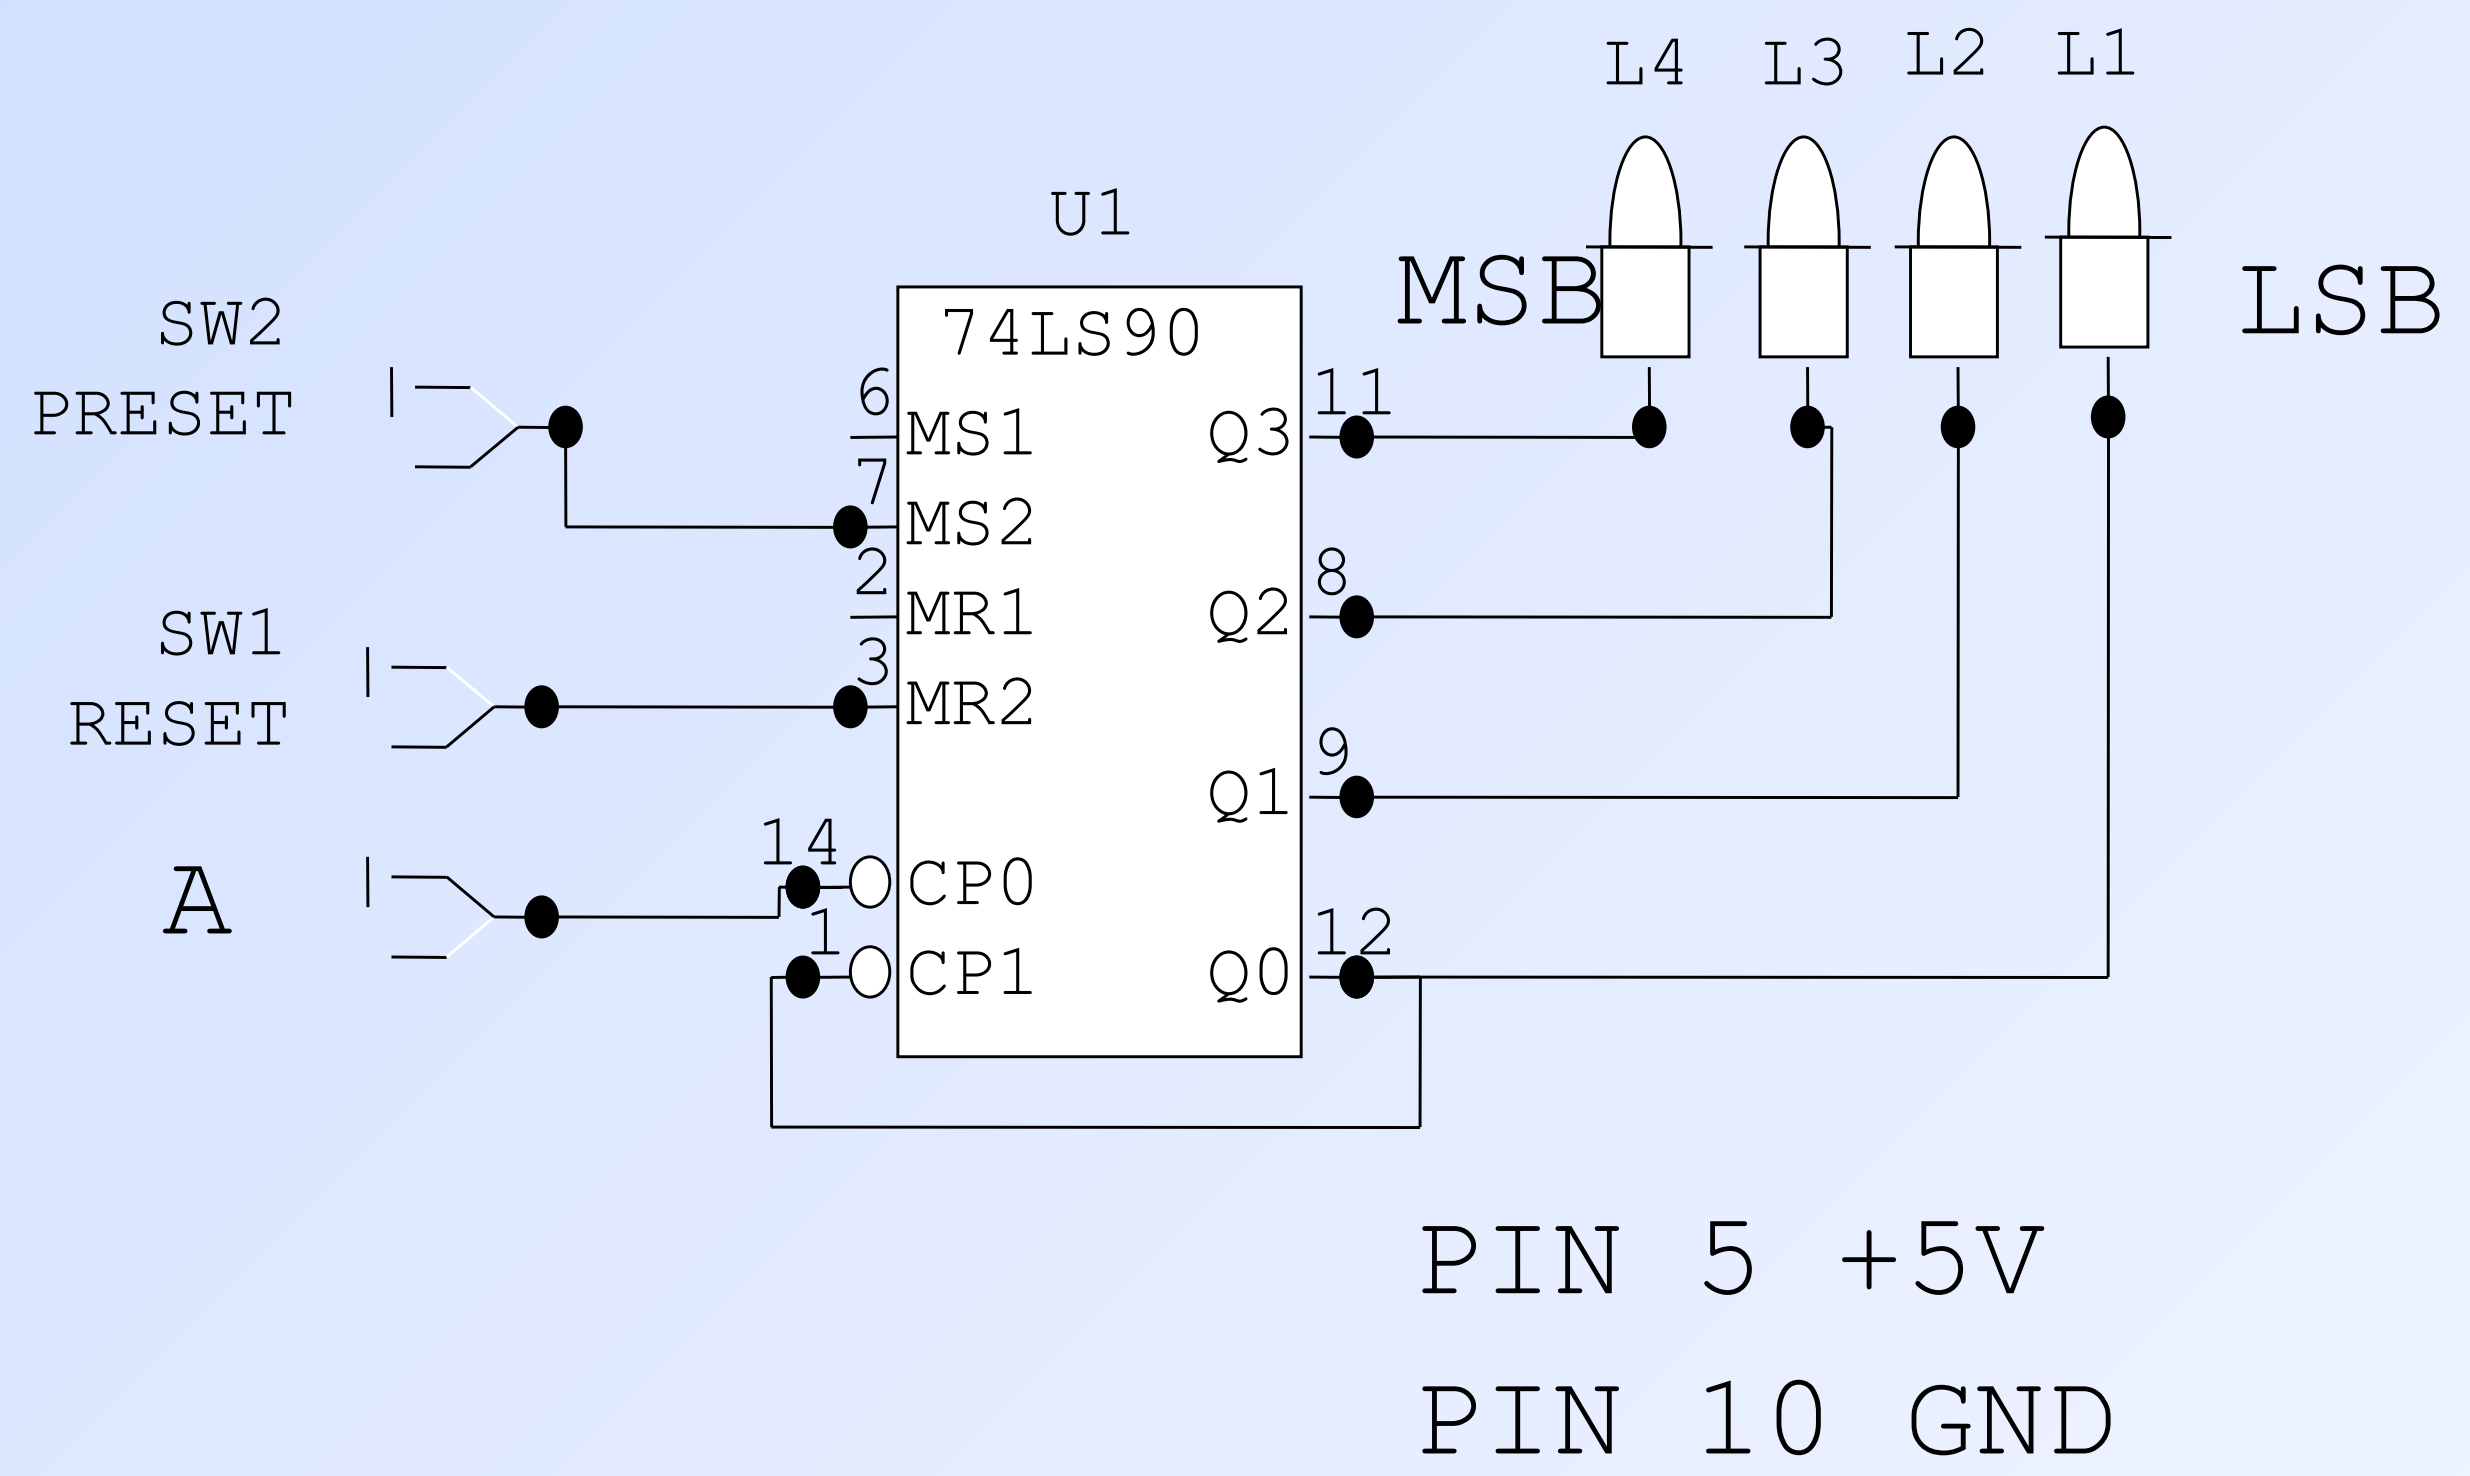 L4 L3 L2 L1
U1
MSB LSB
SW2
PRESET
74LS90
6 MS1 Q3 11
7 MS2
2 MR1 Q2 8
SW1
RESET
3 MR2
Q1 9
A
14 CP0
1 CP1 Q0 12
PIN 5 +5V
PIN 10 GND